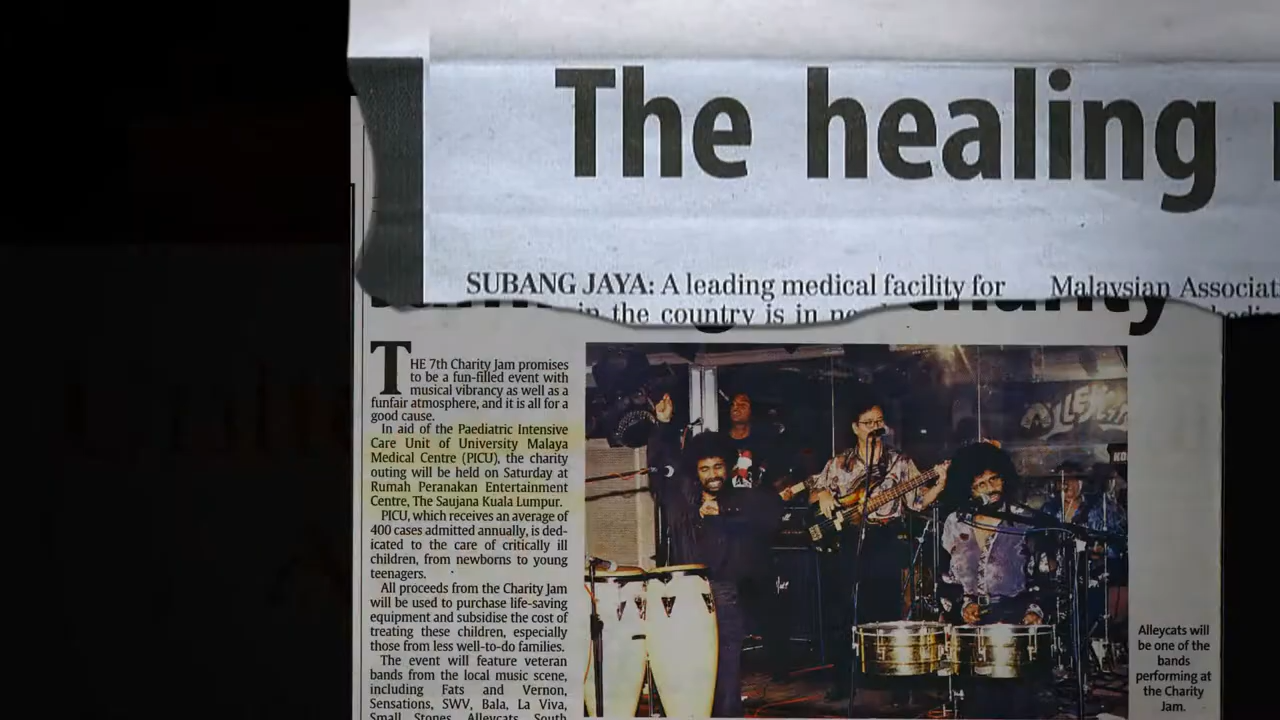 The healing
SUBANG JAYA: A leading medical facility for
in the country is in
Malaysian Associati
charity
THE 7th Charity Jam promises
to be a fun-filled event with
musical vibrancy as well as a
funfair atmosphere, and it is all for a
good cause.
In aid of the Paediatric Intensive
Care Unit of University Malaya
Medical Centre (PICU), the charity
outing will be held on Saturday at
Rumah Peranakan Entertainment
Centre, The Saujana Kuala Lumpur.
PICU, which receives an average of
400 cases admitted annually, is ded-
icated to the care of critically ill
children, from newborns to young
teenagers.
All proceeds from the Charity Jam
will be used to purchase life-saving
equipment and subsidise the cost of
treating these children, especially
those from less well-to-do families.
The event will feature veteran
bands from the local music scene,
including Fats and Vernon,
Sensations, SWV, Bala, La Viva,
Small Stones, Alleycats, South
Alleycats will
be one of the
bands
performing at
the Charity
Jam.